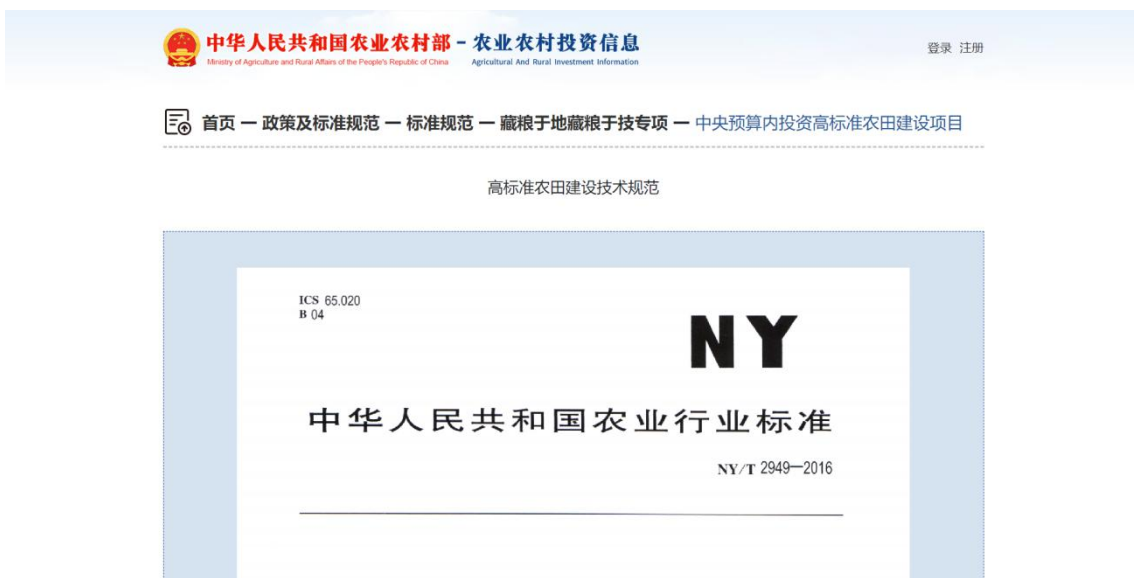 中华人民共和国农业农村部 - 农业农村投资信息
Ministry of Agriculture and Rural Affairs of the People's Republic of China Agricultural And Rural Investment Information
登录 注册
首页 一 政策及标准规范 一 标准规范 一 藏粮于地藏粮于技专项 一 中央预算内投资高标准农田建设项目
高标准农田建设技术规范
ICS 65.020
B 04
NY
中华人民共和国农业行业标准
NY/T 2949—2016